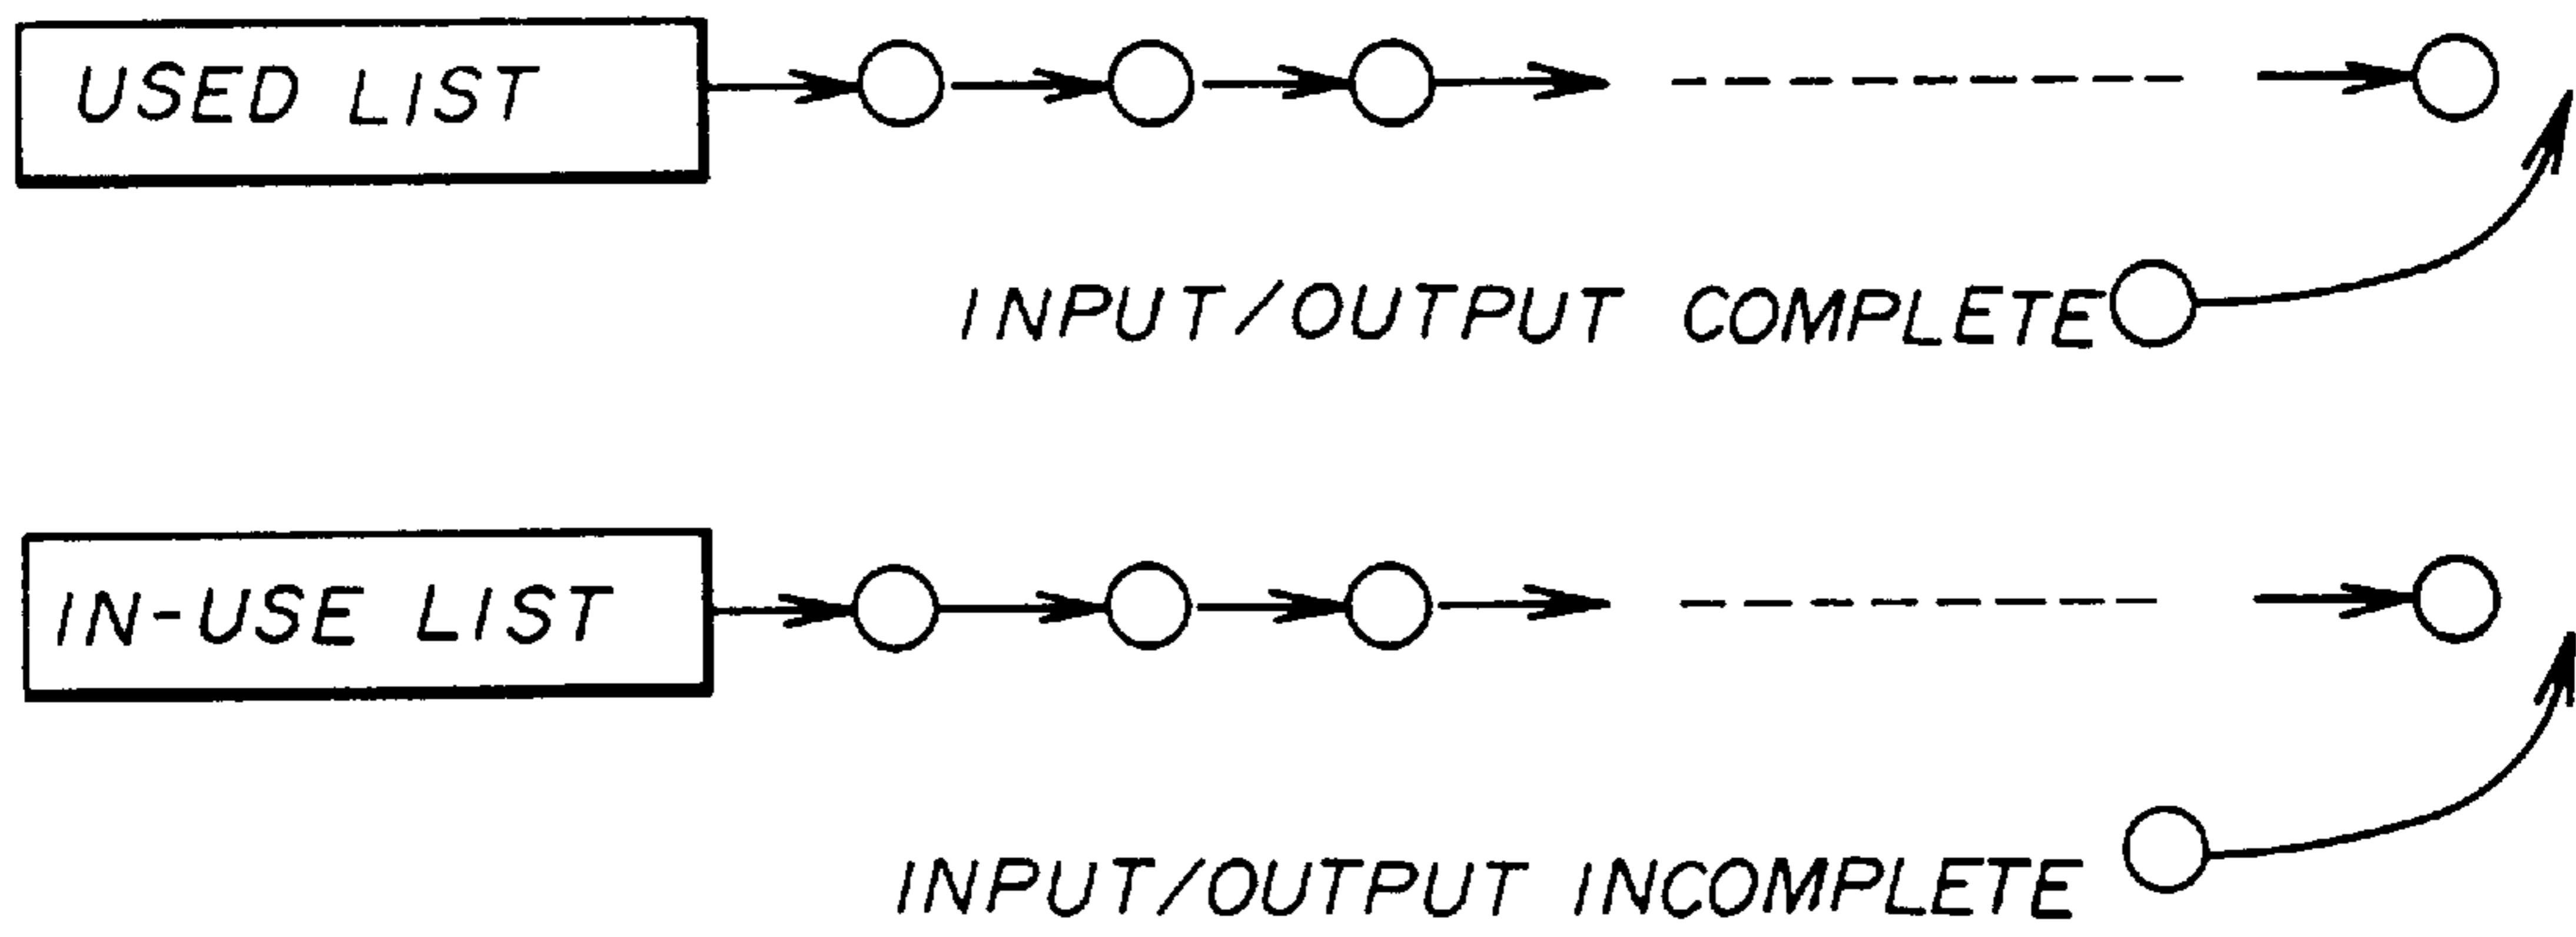 USED LIST
INPUT/OUTPUT COMPLETE
IN-USE LIST
INPUT/OUTPUT INCOMPLETE